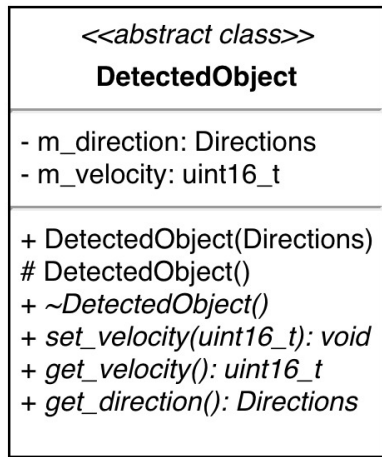 <<abstract class>>
DetectedObject
- m_direction: Directions
- m_velocity: uint16_t
+ DetectedObject(Directions)
# DetectedObject()
+ ~DetectedObject()
+ set_velocity(uint16_t): void
+ get_velocity(): uint16_t
+ get_direction(): Directions